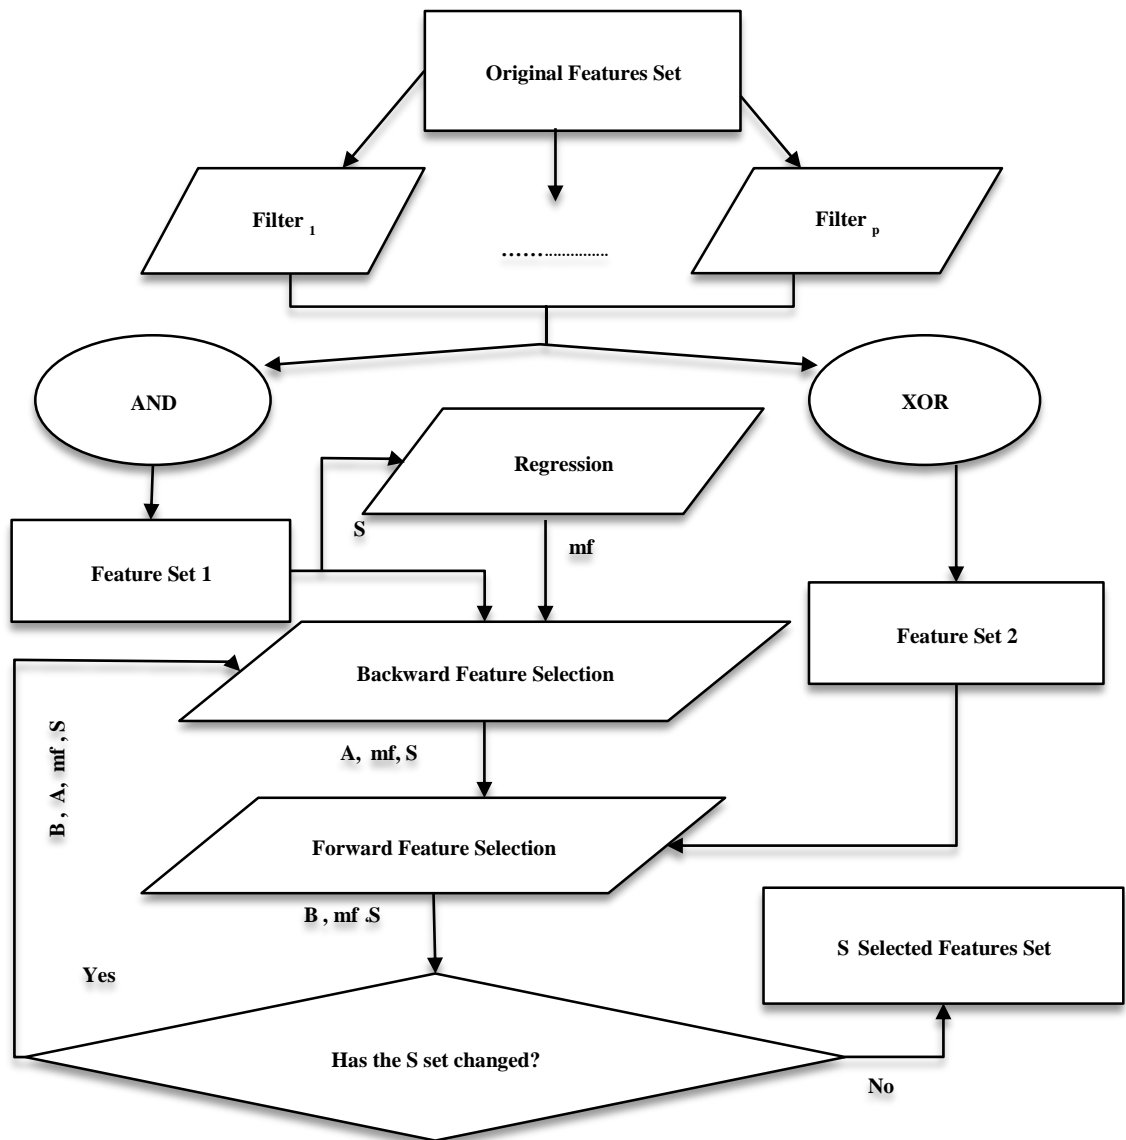 Original Features Set
Filter 1
Filter p
.....................
AND
XOR
Regression
S
mf
Feature Set 1
Feature Set 2
Backward Feature Selection
A, mf, S
B , A, mf , S
Forward Feature Selection
B , mf ,S
S Selected Features Set
Yes
Has the S set changed?
No